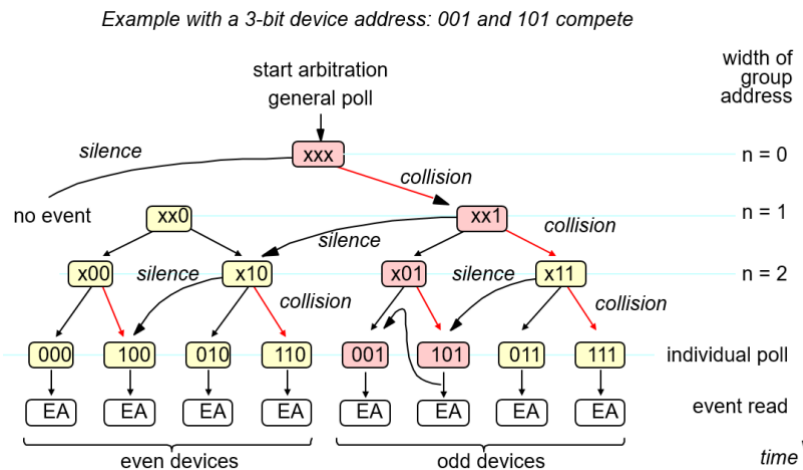 Example with a 3-bit device address: 001 and 101 compete
width of
group
address
start arbitration
general poll
silence
xxx
n = 0
collision
no event
xx0
xx1
n = 1
silence
collision
x00
silence
x10
x01
silence
x11
n = 2
collision
collision
000
100
010
110
001
101
011
111
individual poll
EA
EA
EA
EA
EA
EA
EA
EA
event read
even devices
odd devices
time